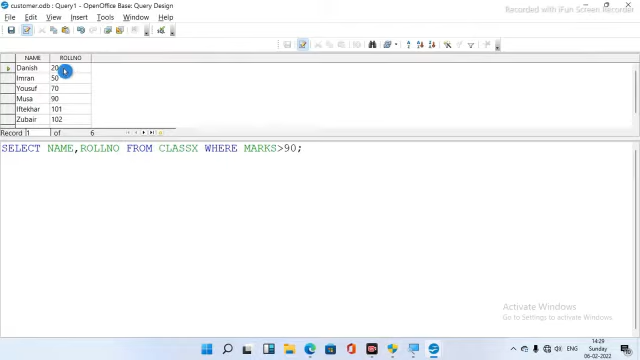 customer.odb : Query1 - OpenOffice Base: Query Design
Recorded with iFun Screen Recorder
File Edit View Insert Tools Window Help
NAME ROLLNO
Danish 20
Imran 50
Yousuf 70
Musa 90
Iftekhar 101
Zubair 102
Record 1 of 6
SELECT NAME,ROLLNO FROM CLASSX WHERE MARKS>90;
Activate Windows
Go to Settings to activate Windows.
ENG
14:29
Sunday
06-02-2022